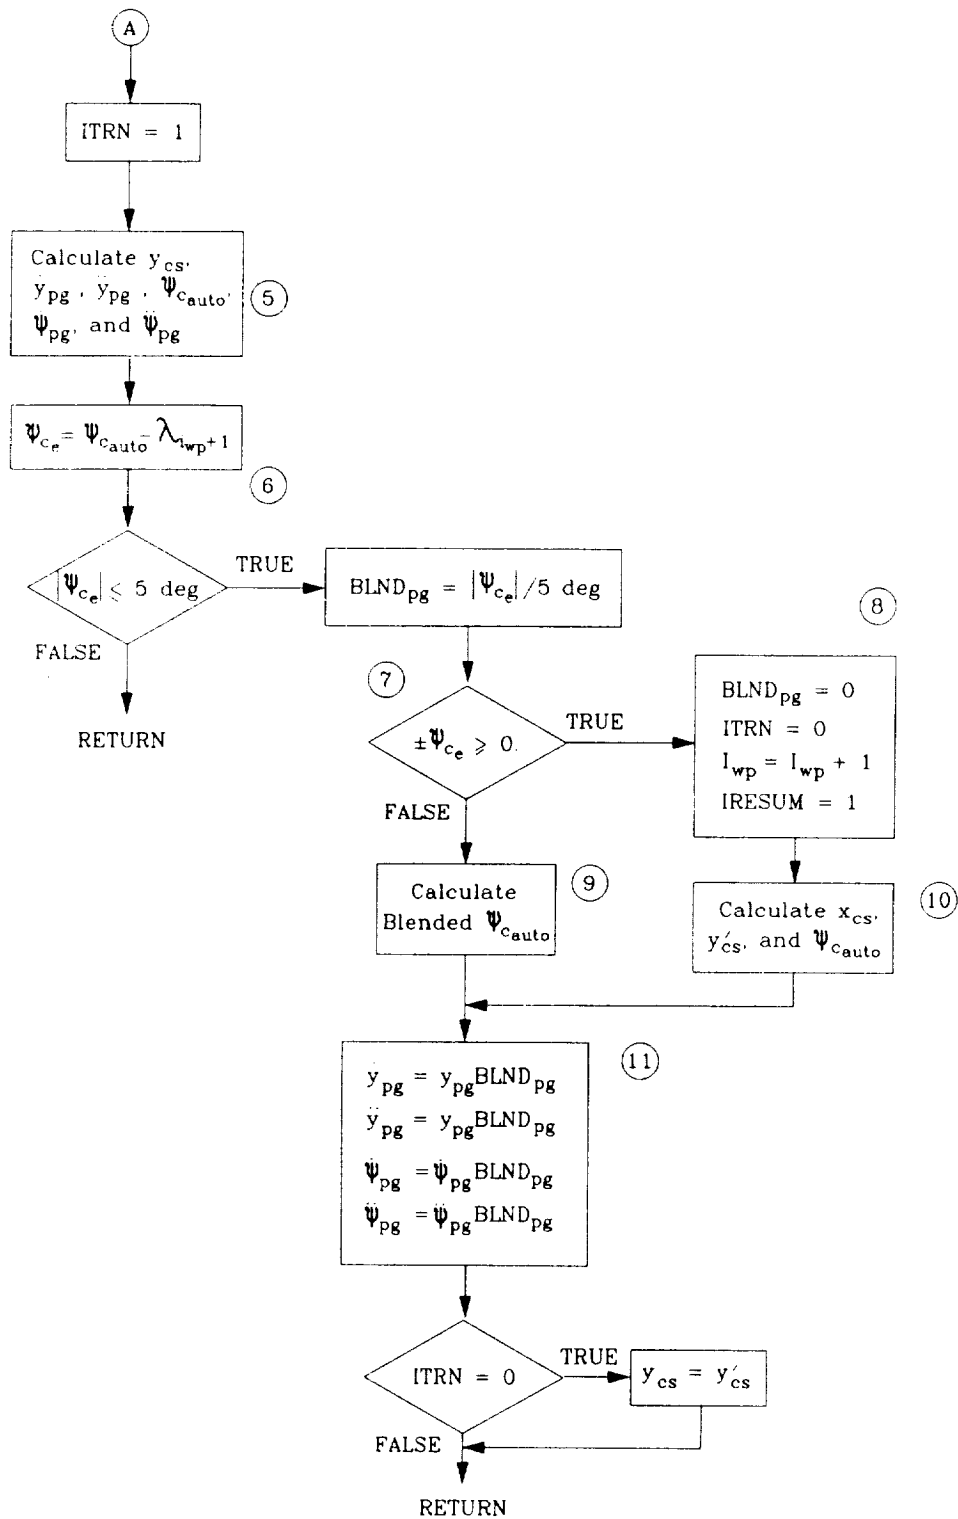 A
ITRN = 1
Calculate y_cs,
ẏ_pg, ÿ_pg, Ψ_c_auto,
Ψ̇_pg, and Ψ̈_pg
5
Ψ_c_e = Ψ_c_auto - λ_i_wp+1
6
|Ψ_c_e| ⩽ 5 deg
TRUE
FALSE
RETURN
BLND_pg = |Ψ_c_e|/5 deg
7
±Ψ_c_e ⩾ 0.
TRUE
FALSE
8
BLND_pg = 0
ITRN = 0
I_wp = I_wp + 1
IRESUM = 1
9
Calculate
Blended Ψ_c_auto
10
Calculate x_cs,
y′_cs, and Ψ_c_auto
11
ẏ_pg = y_pg BLND_pg
ÿ_pg = y_pg BLND_pg
Ψ̇_pg = Ψ̇_pg BLND_pg
Ψ̈_pg = Ψ̈_pg BLND_pg
ITRN = 0
TRUE
y_cs = y′_cs
FALSE
RETURN